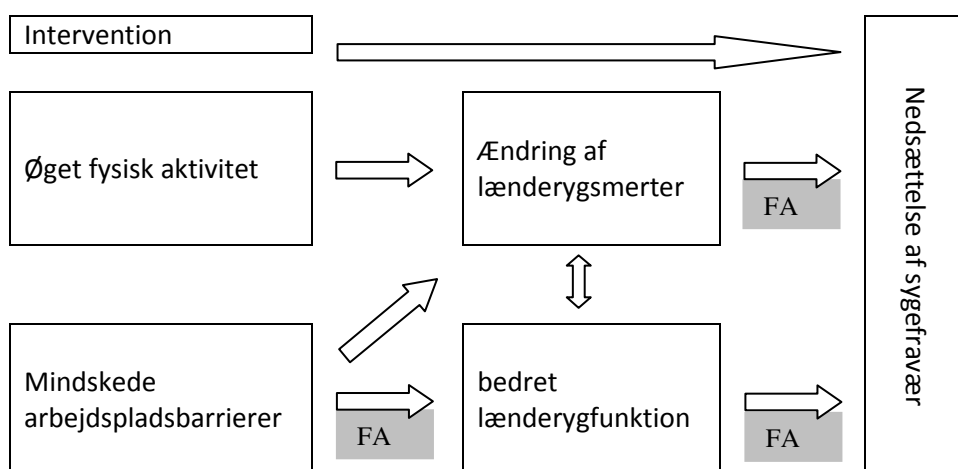 Intervention
Øget fysisk aktivitet
Ændring af
lænderygsmerter
FA
Mindskede
arbejdspladsbarrierer
FA
bedret
lænderygfunktion
FA
Nedsættelse af sygefravær